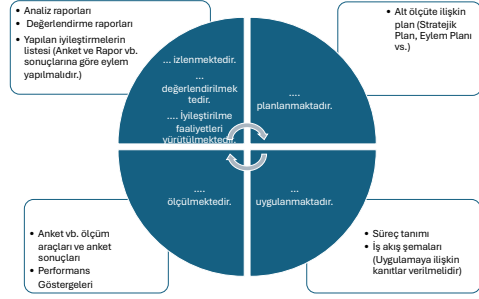 • Analiz raporları
• Değerlendirme raporları
• Yapılan iyileştirmelerin
listesi (Anket ve Rapor vb.
sonuçlarına göre eylem
yapılmalıdır.)
• Alt ölçüte ilişkin
plan (Stratejik
Plan, Eylem Planı
vs.)
... izlenmektedir.
...
değerlendirilmek
tedir.
.... İyileştirilme
faaliyetleri
yürütülmektedir.
....
planlanmaktadır.
....
ölçülmektedir.
...
uygulanmaktadır.
• Anket vb. ölçüm
araçları ve anket
sonuçları
• Performans
Göstergeleri
• Süreç tanımı
• İş akış şemaları
(Uygulamaya ilişkin
kanıtlar verilmelidir)